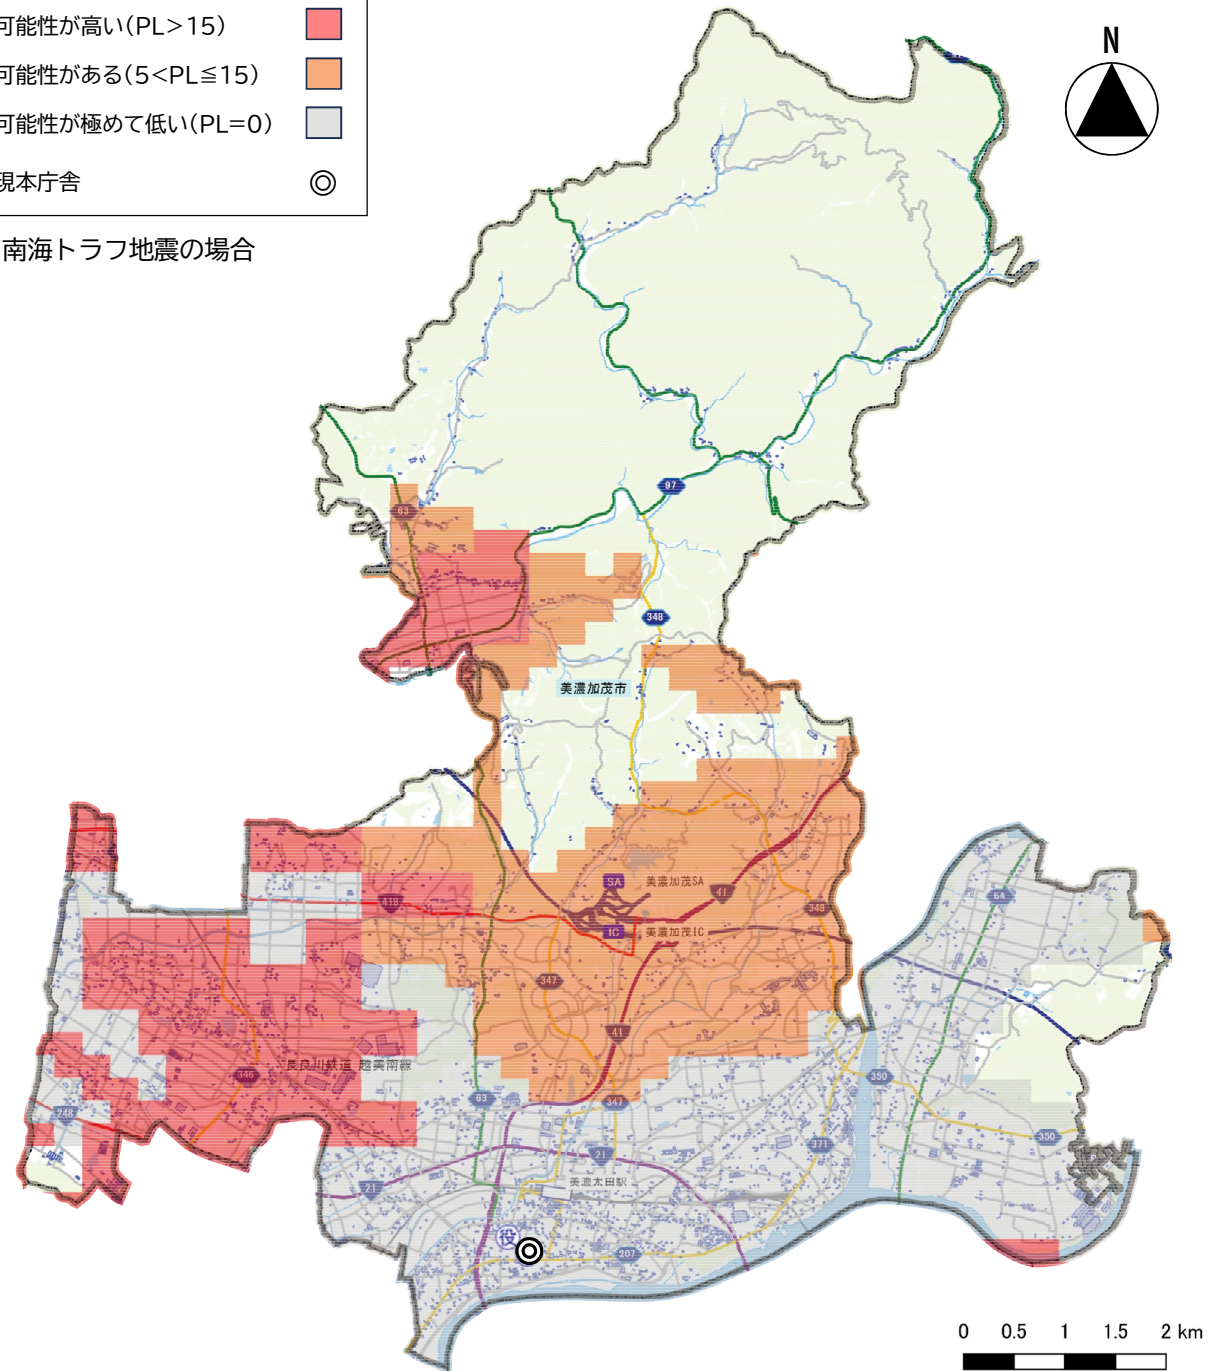 可能性が高い(PL>15)
可能性がある(5<PL≦15)
可能性が極めて低い(PL=0)
現本庁舎
南海トラフ地震の場合
N
97
63
97
348
美濃加茂市
SA
美濃加茂SA
41
418
348
64
IC
美濃加茂IC
347
41
長良川鉄道 越美南線
346
350
63
347
248
350
371
21
21
美濃太田駅
役
207
0 0.5 1 1.5 2 km